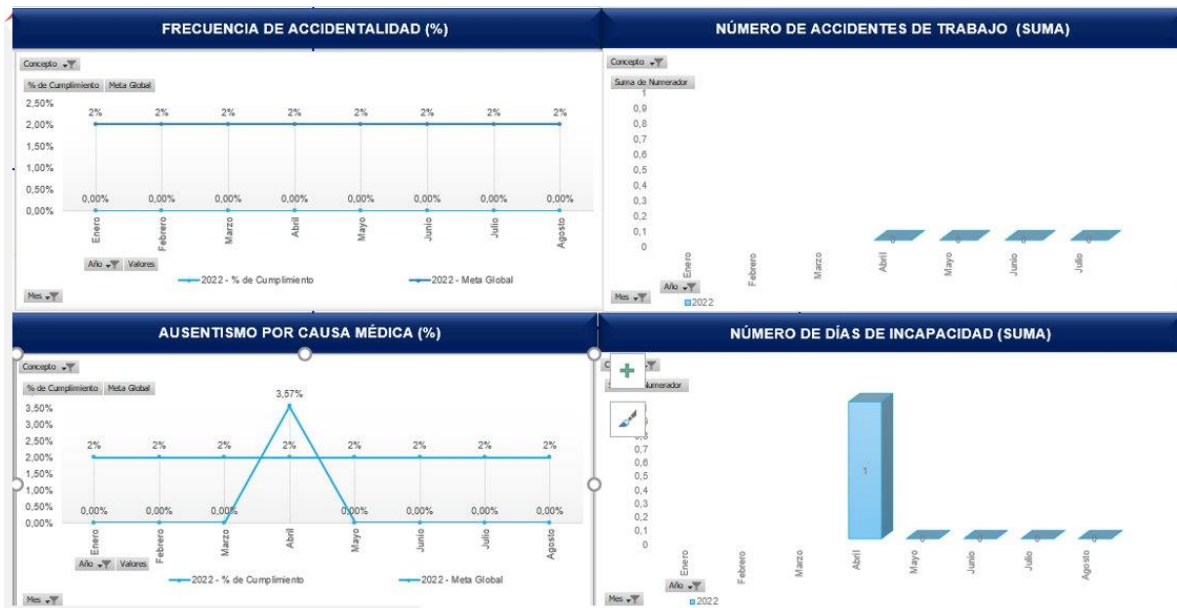 FRECUENCIA DE ACCIDENTALIDAD (%)
Concepto
% de Cumplimiento Meta Global
2,50%
2,00%
1,50%
1,00%
0,50%
0,00%
2% 2% 2% 2% 2% 2% 2% 2%
0,00% 0,00% 0,00% 0,00% 0,00% 0,00% 0,00% 0,00%
Enero Febrero Marzo Abril Mayo Junio Julio Agosto
Año Valores
2022 - % de Cumplimiento 2022 - Meta Global
Mes
NÚMERO DE ACCIDENTES DE TRABAJO (SUMA)
Concepto
Suma de Numerador
1
0,9
0,8
0,7
0,6
0,5
0,4
0,3
0,2
0,1
0
0 0 0 0
Enero Febrero Marzo Abril Mayo Junio Julio
Año
Mes
2022
AUSENTISMO POR CAUSA MÉDICA (%)
Concepto
% de Cumplimiento Meta Global
3,50%
3,00%
2,50%
2,00%
1,50%
1,00%
0,50%
0,00%
3,57%
2% 2% 2% 2% 2% 2% 2% 2%
0,00% 0,00% 0,00% 0,00% 0,00% 0,00% 0,00%
Enero Febrero Marzo Abril Mayo Junio Julio Agosto
Año Valores
2022 - % de Cumplimiento 2022 - Meta Global
Mes
NÚMERO DE DÍAS DE INCAPACIDAD (SUMA)
Numerador
0,7
0,6
0,5
0,4
0,3
0,2
0,1
0
1
0 0 0 0
Enero Febrero Marzo Abril Mayo Junio Julio Agosto
Año
Mes
2022